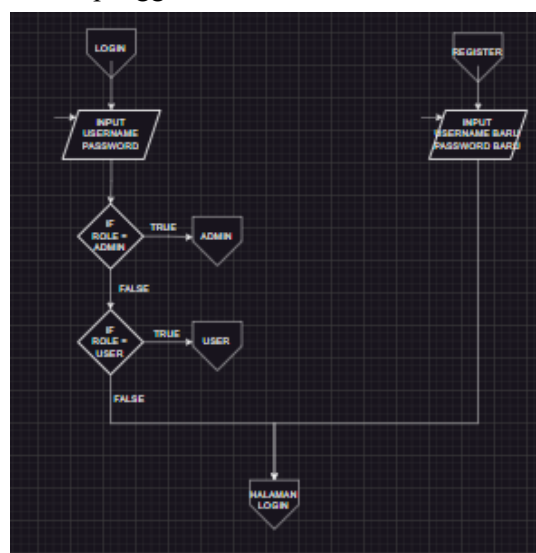 LOGIN
REGISTER
INPUT
USERNAME
PASSWORD
INPUT
USERNAME BARU
PASSWORD BARU
IF
ROLE =
ADMIN
TRUE
ADMIN
FALSE
IF
ROLE =
USER
TRUE
USER
FALSE
HALAMAN
LOGIN